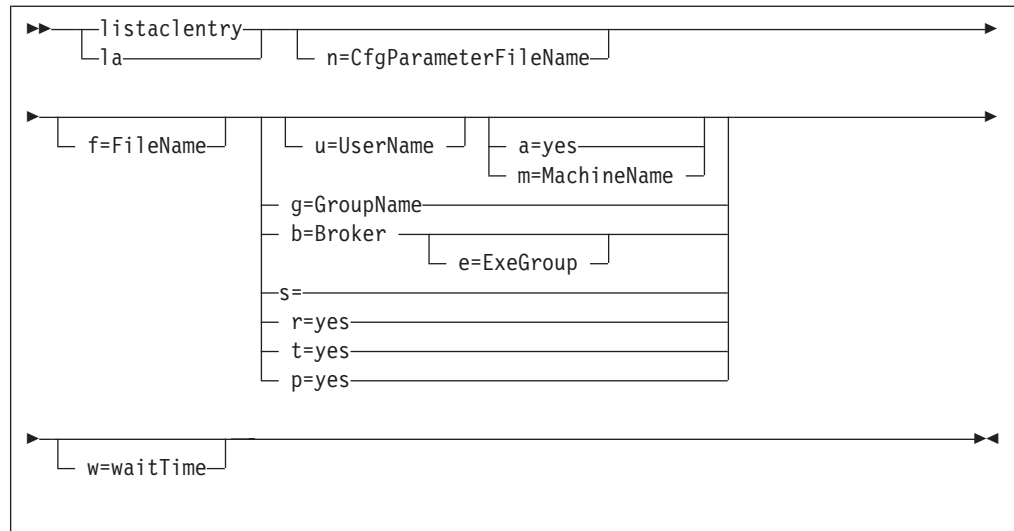 listaclentry
la
n=CfgParameterFileName
f=FileName
u=UserName
a=yes
m=MachineName
g=GroupName
b=Broker
e=ExeGroup
s=
r=yes
t=yes
p=yes
w=waitTime